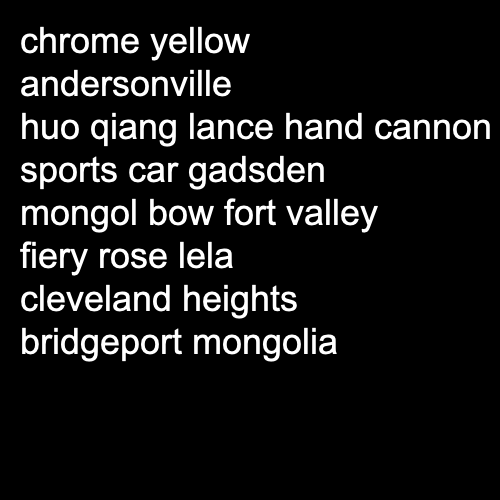 chrome yellow
andersonville
huo qiang lance hand cannon
sports car gadsden
mongol bow fort valley
fiery rose lela
cleveland heights
bridgeport mongolia